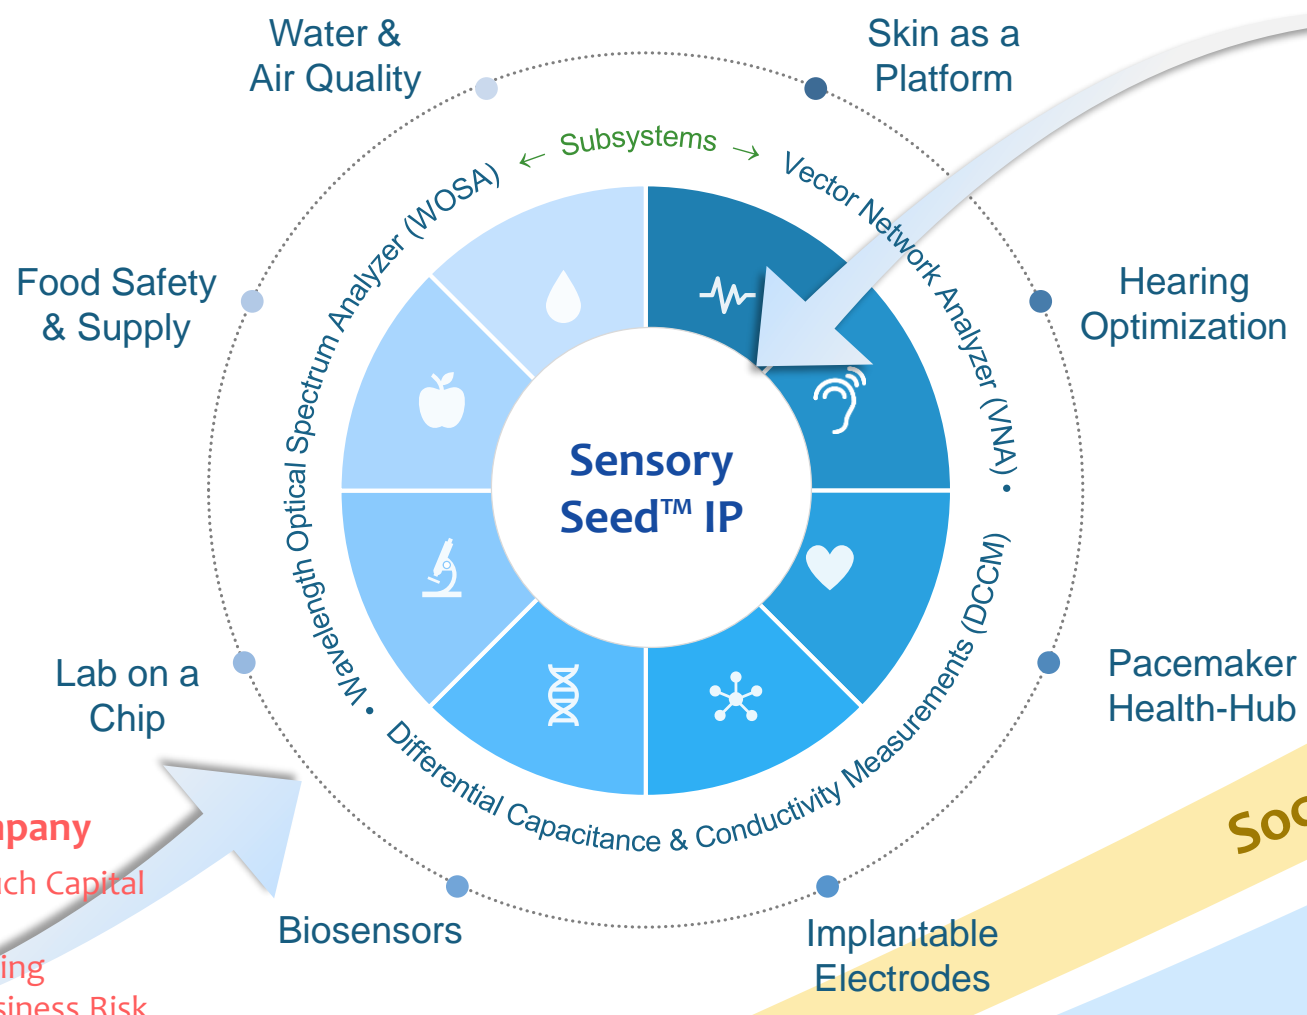 Water &
Air Quality
Skin as a
Platform
← Subsystems →
Wavelength Optical Spectrum Analyzer (WOSA)
Vector Network Analyzer (VNA) •
Food Safety
& Supply
Hearing
Optimization
Sensory
Seed™ IP
Lab on a
Chip
Pacemaker
Health-Hub
• Differential Capacitance & Conductivity Measurements (DCCM)
Biosensors
Implantable
Electrodes
Capital
Risk